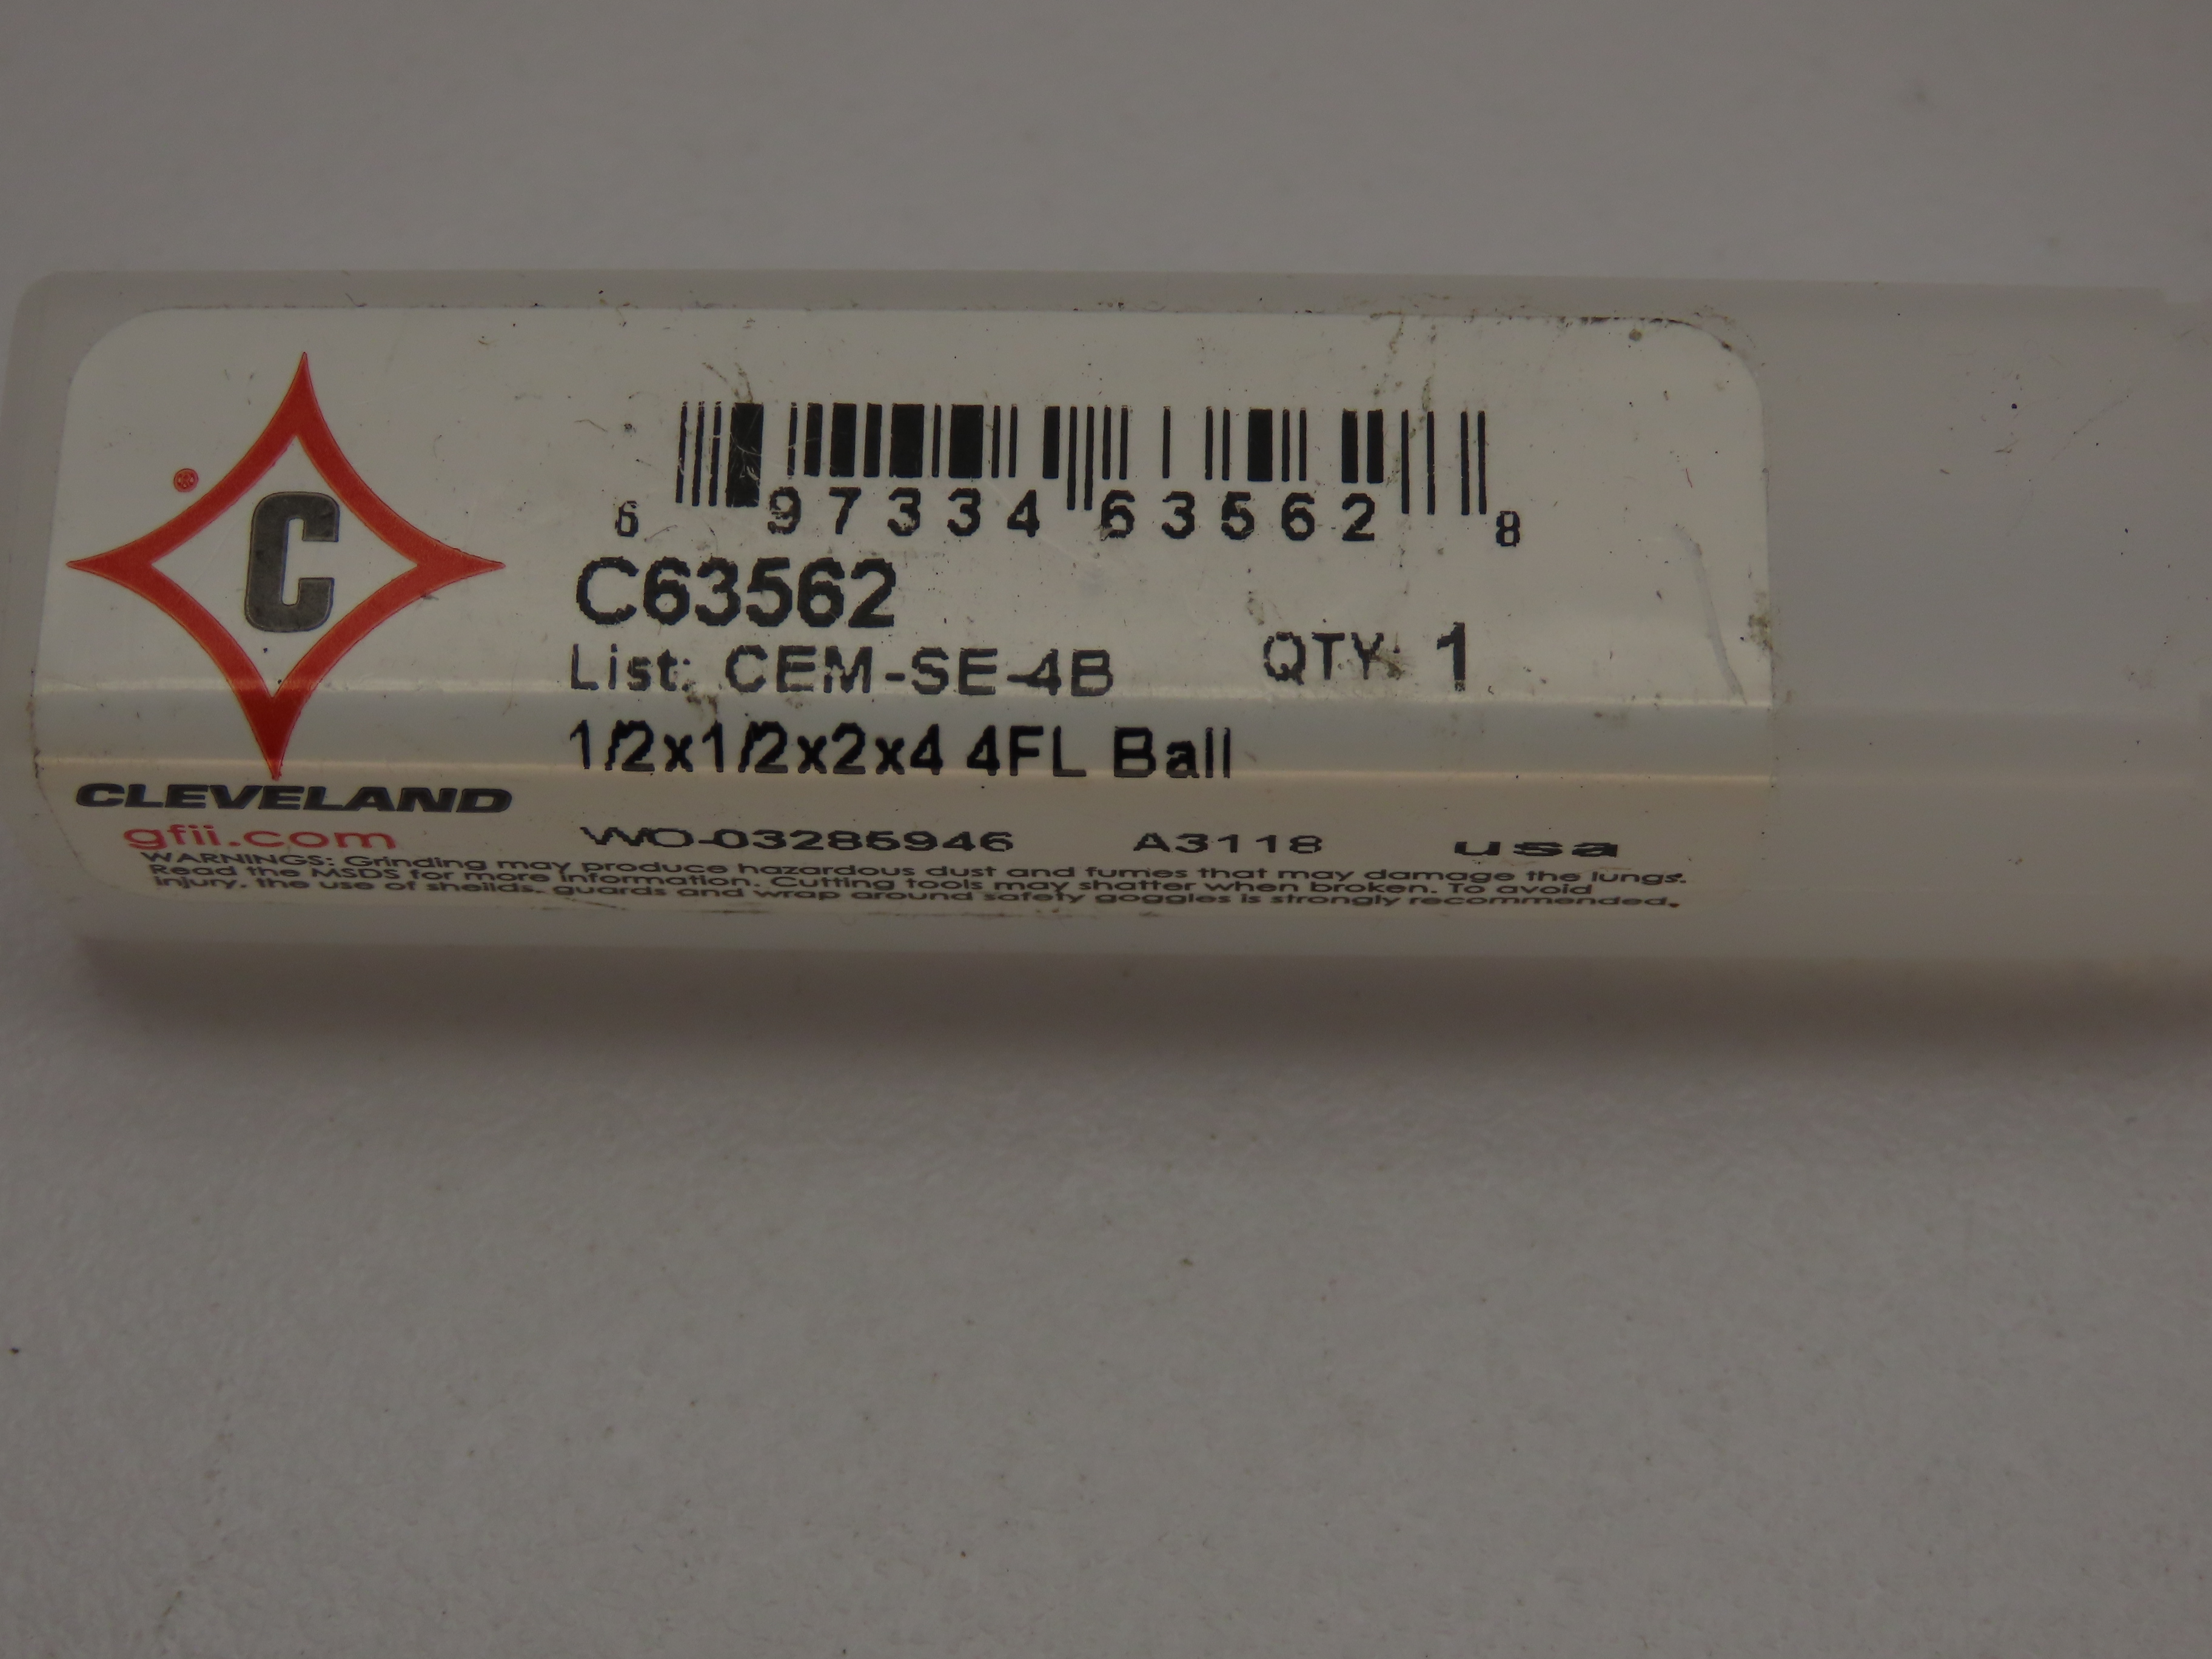 6 97334 63562 8
C
C63562
List: CEM-SE-4B QTY: 1
1/2x1/2x2x4 4FL Ball
CLEVELAND
gfii.com WO-03285946 A3118 usa
WARNINGS: Grinding may produce hazardous dust and fumes that may damage the lungs.
Read the MSDS for more information. Cutting tools may shatter when broken. To avoid
injury, the use of sheilds, guards and wrap around safety goggles is strongly recommended.